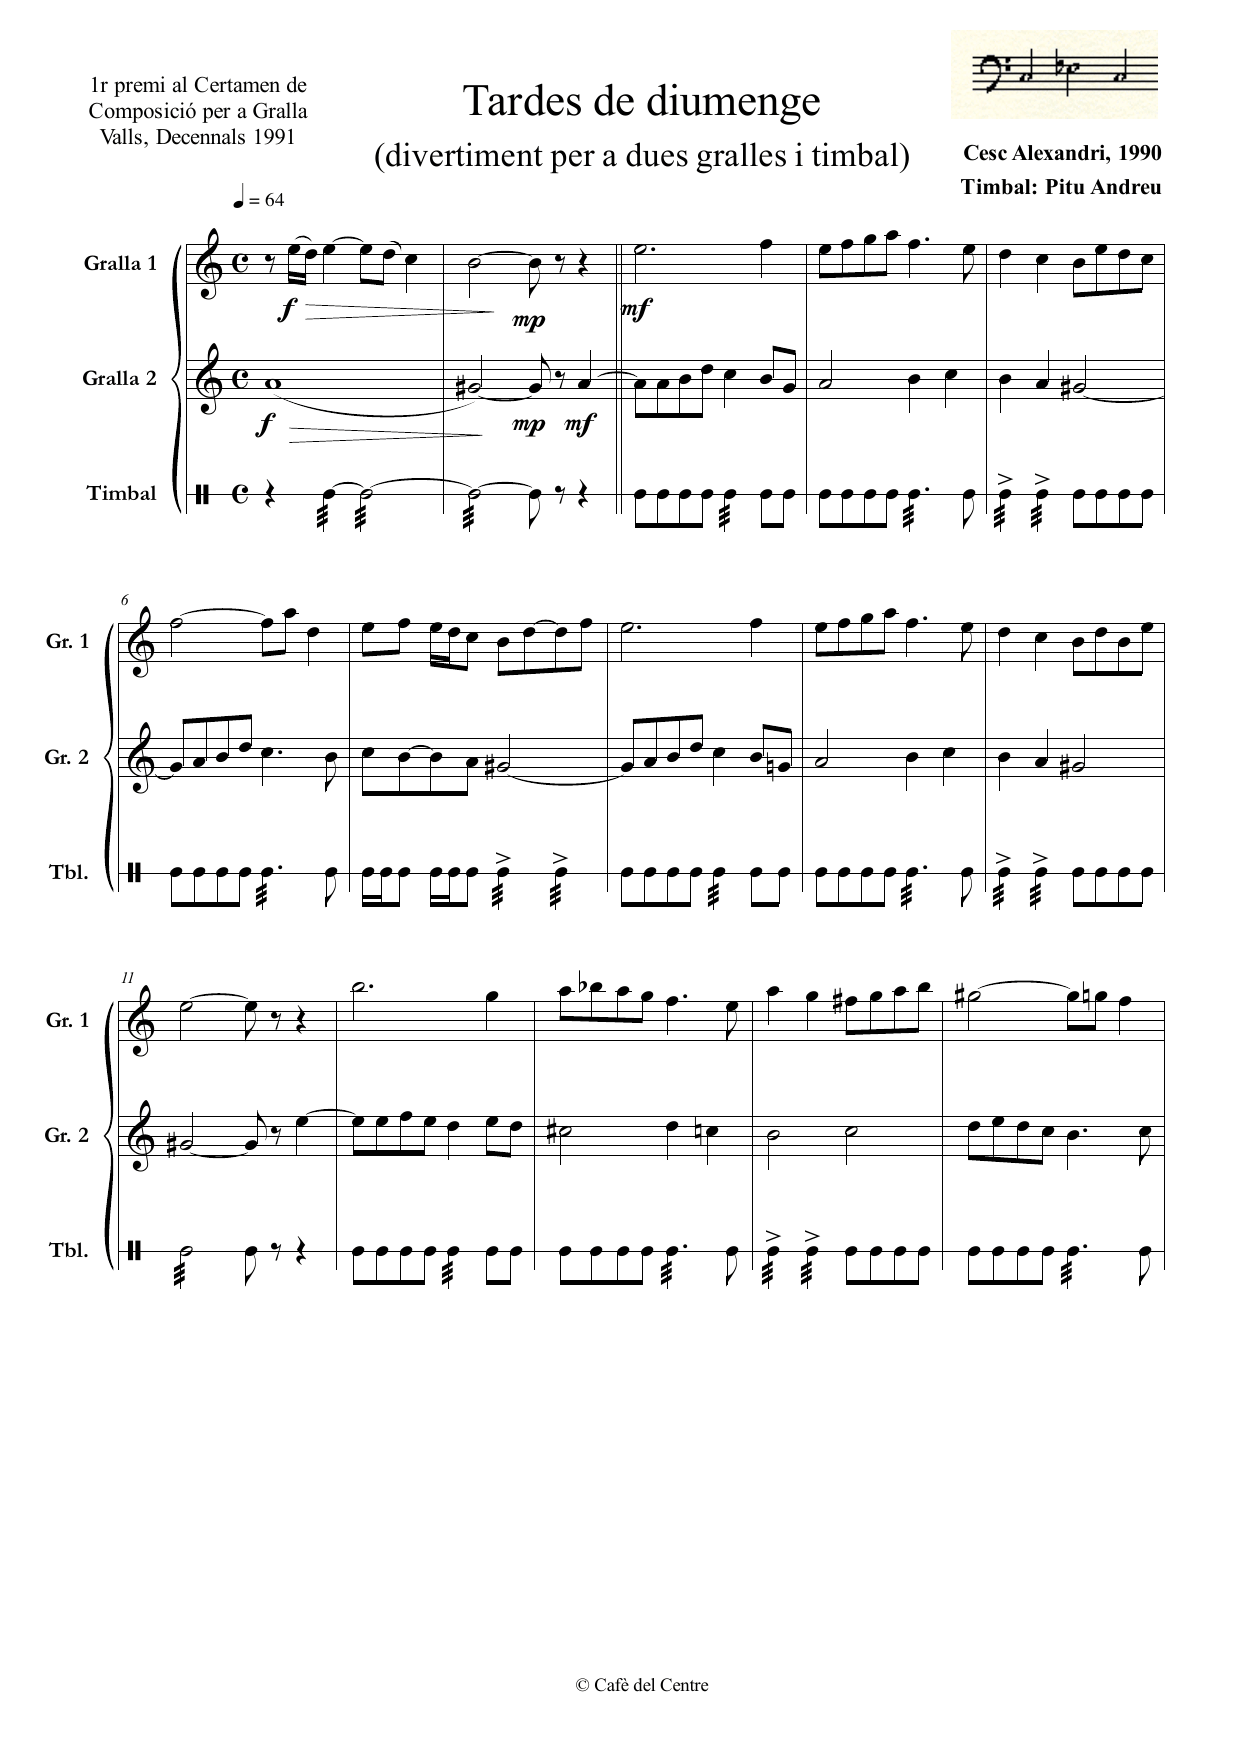 1r premi al Certamen de
Composició per a Gralla
Valls, Decennals 1991
Tardes de diumenge
(divertiment per a dues gralles i timbal)
Cesc Alexandri, 1990
Timbal: Pitu Andreu
= 64
Gralla 1
f
mp
mf
Gralla 2
f
mp
mf
Timbal
6
Gr. 1
Gr. 2
Tbl.
11
Gr. 1
Gr. 2
Tbl.
© Cafè del Centre